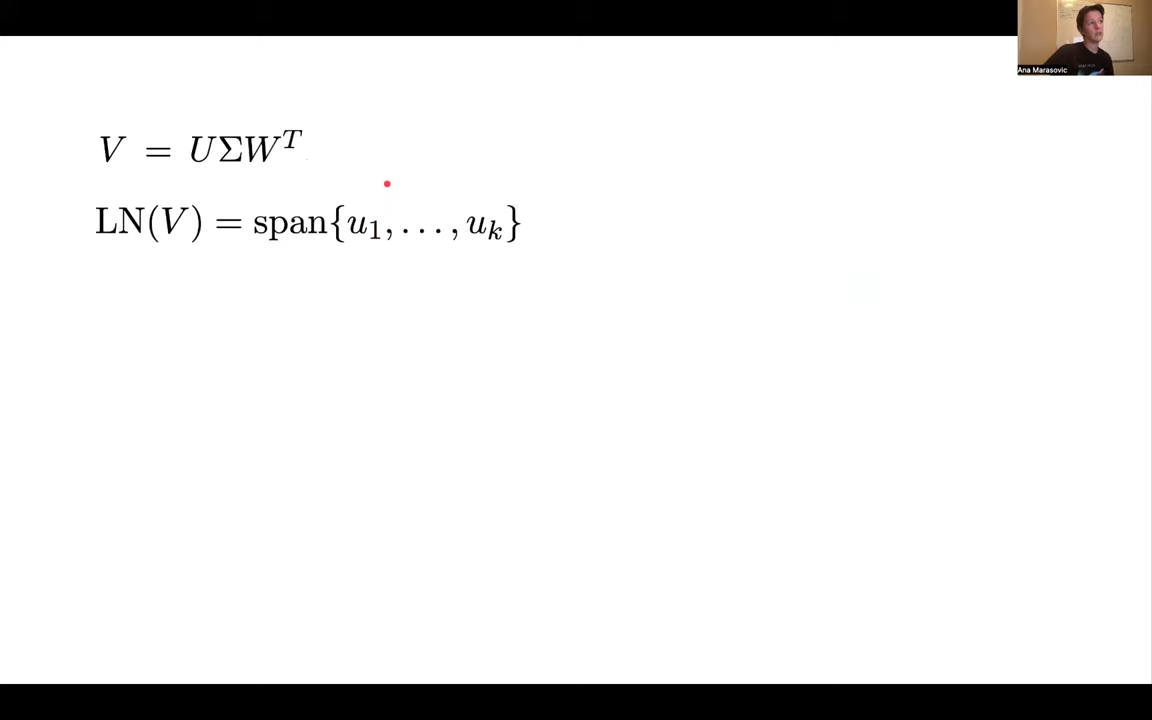 Ana Marasovic
V = UΣW^T
LN(V) = span{u_1, . . . , u_k}